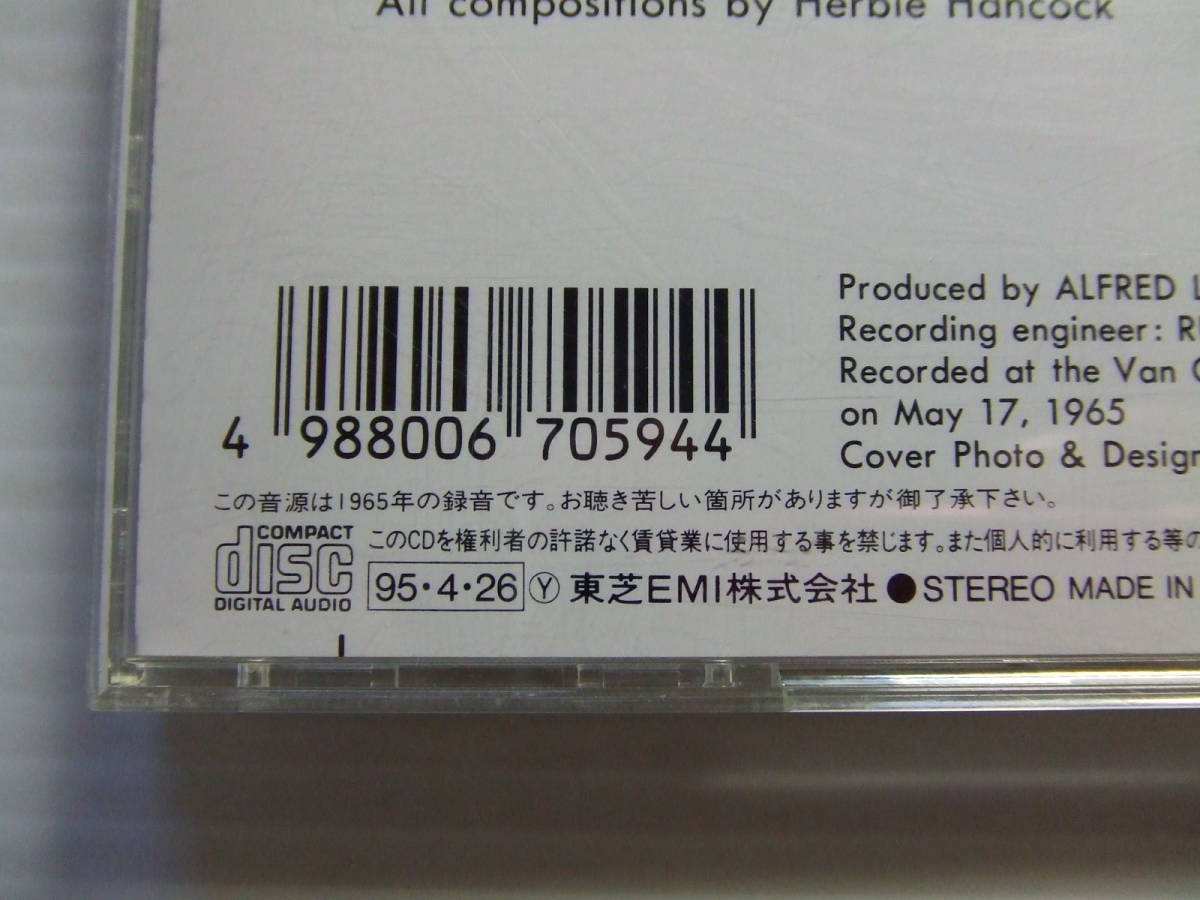 All compositions by Herbie Hancock
Produced by ALFRED
Recording engineer:
Recorded at the Van
on May 17, 1965
Cover Photo & Design
4 988006 705944
この音源は1965年の録音です。お聴き苦しい箇所がありますが御了承下さい。
COMPACT
disc
DIGITAL AUDIO
このCDを権利者の許諾なく賃貸業に使用する事を禁じます。また個人的に利用する等の
95・4・26 Ⓨ 東芝EMI株式会社 ● STEREO MADE IN